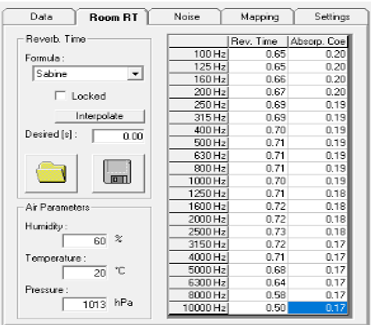 Data Room RT Noise Mapping Settings
Reverb. Time
Formula :
Sabine
Locked
Interpolate
Desired [s] : 0.00
Air Parameters
Humidity :
60 %
Temperature :
20 °C
Pressure :
1013 hPa
Rev. Time Absorp. Coe
100 Hz 0.65 0.20
125 Hz 0.65 0.20
160 Hz 0.66 0.20
200 Hz 0.67 0.20
250 Hz 0.69 0.19
315 Hz 0.69 0.19
400 Hz 0.70 0.19
500 Hz 0.71 0.19
630 Hz 0.71 0.19
800 Hz 0.71 0.19
1000 Hz 0.70 0.19
1250 Hz 0.71 0.18
1600 Hz 0.72 0.18
2000 Hz 0.72 0.18
2500 Hz 0.73 0.18
3150 Hz 0.72 0.17
4000 Hz 0.71 0.17
5000 Hz 0.68 0.17
6300 Hz 0.64 0.17
8000 Hz 0.58 0.17
10000 Hz 0.50 0.17